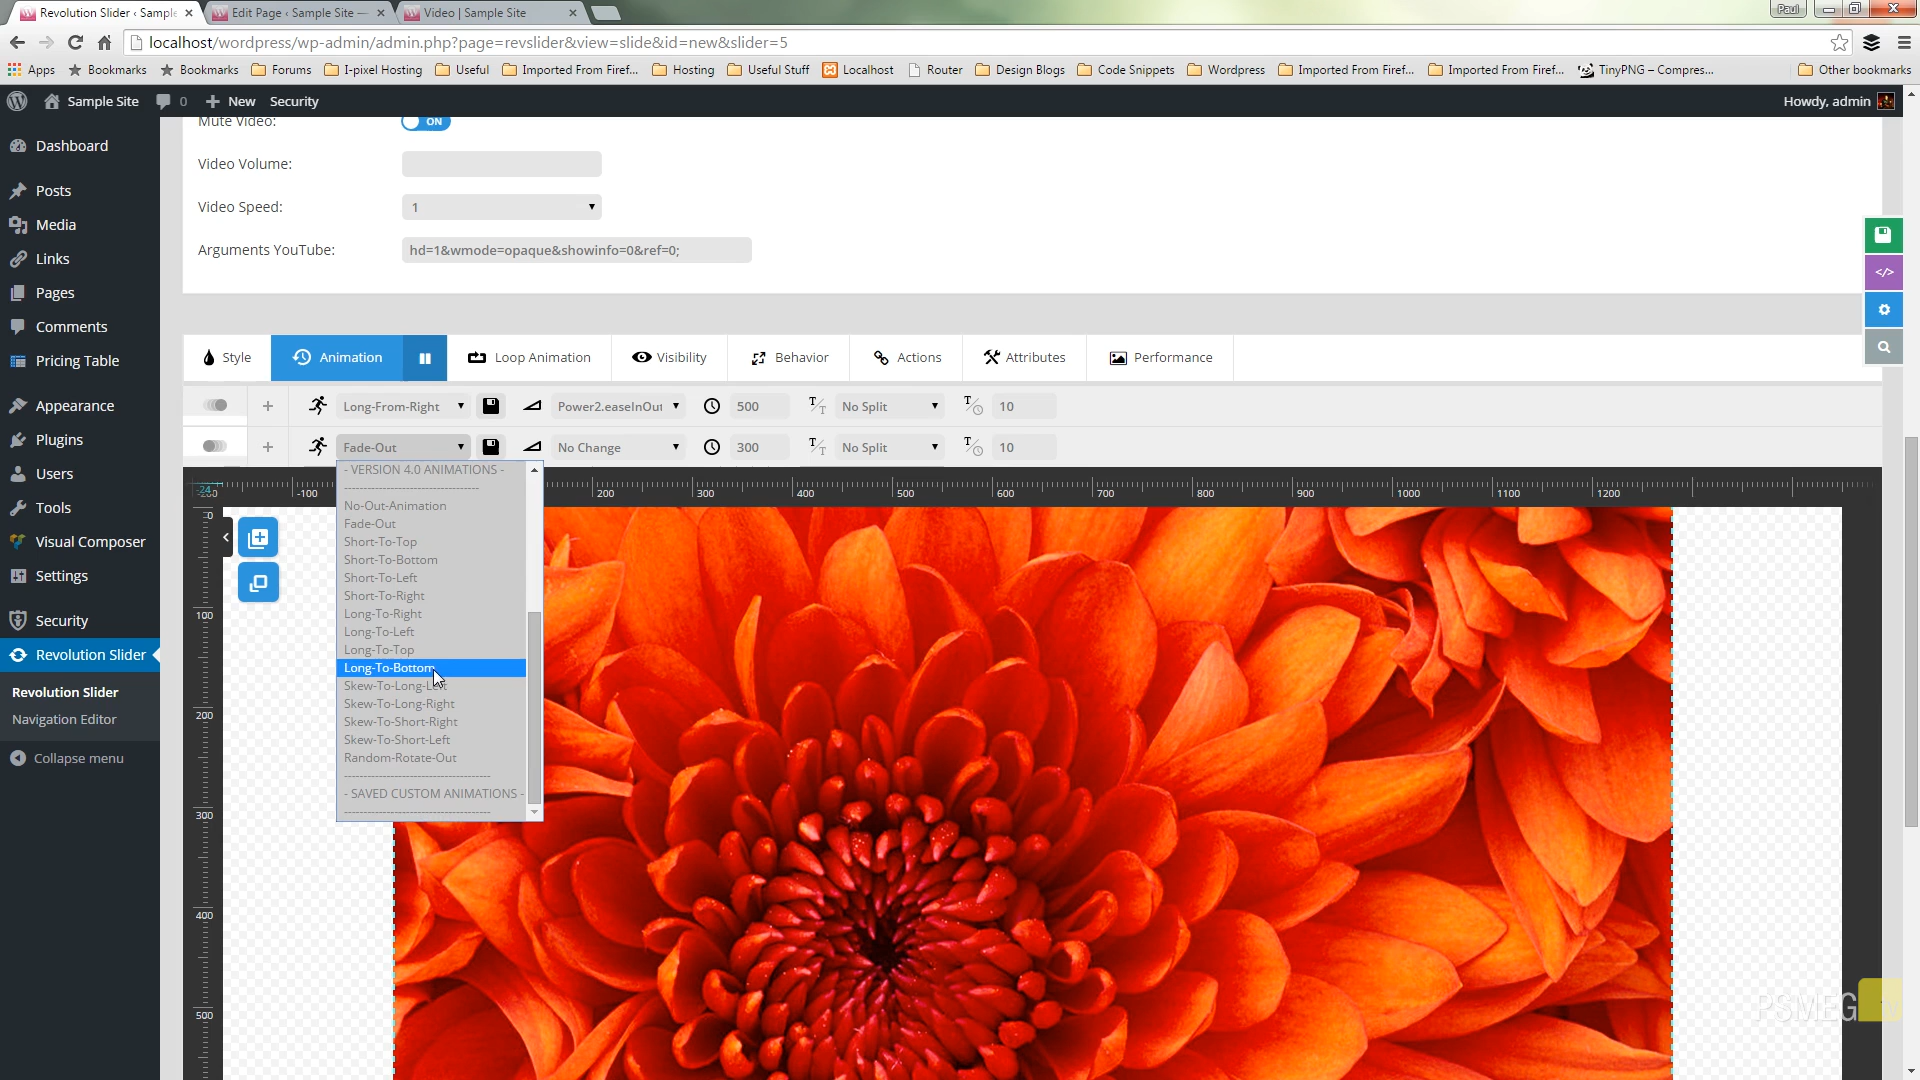 Revolution Slider ‹ Sample
Edit Page ‹ Sample Site —
Video | Sample Site
Paul
localhost/wordpress/wp-admin/admin.php?page=revslider&view=slide&id=new&slider=5
Apps Bookmarks Bookmarks Forums I-pixel Hosting Useful Imported From Firef... Hosting Useful Stuff Localhost Router Design Blogs Code Snippets Wordpress Imported From Firef... Imported From Firef... TinyPNG – Compres... Other bookmarks
Sample Site 0 New Security Howdy, admin
Dashboard
Posts
Media
Links
Pages
Comments
Pricing Table
Appearance
Plugins
Users
Tools
Visual Composer
Settings
Security
Revolution Slider
Revolution Slider
Navigation Editor
Collapse menu
Mute Video: ON
Video Volume:
Video Speed: 1
Arguments YouTube: hd=1&wmode=opaque&showinfo=0&ref=0;
</>
Style Animation Loop Animation Visibility Behavior Actions Attributes Performance
Long-From-Right Power2.easeInOut 500 No Split 10
Fade-Out No Change 300 No Split 10
- VERSION 4.0 ANIMATIONS -
-----------------------------------
No-Out-Animation
Fade-Out
Short-To-Top
Short-To-Bottom
Short-To-Left
Short-To-Right
Long-To-Right
Long-To-Left
Long-To-Top
Long-To-Bottom
Skew-To-Long-Left
Skew-To-Long-Right
Skew-To-Short-Right
Skew-To-Short-Left
Random-Rotate-Out
--------------------------------------
- SAVED CUSTOM ANIMATIONS -
--------------------------------------
-24
-100 200 300 400 500 600 700 800 900 1000 1100 1200
0
100
200
300
400
500
PSMEG